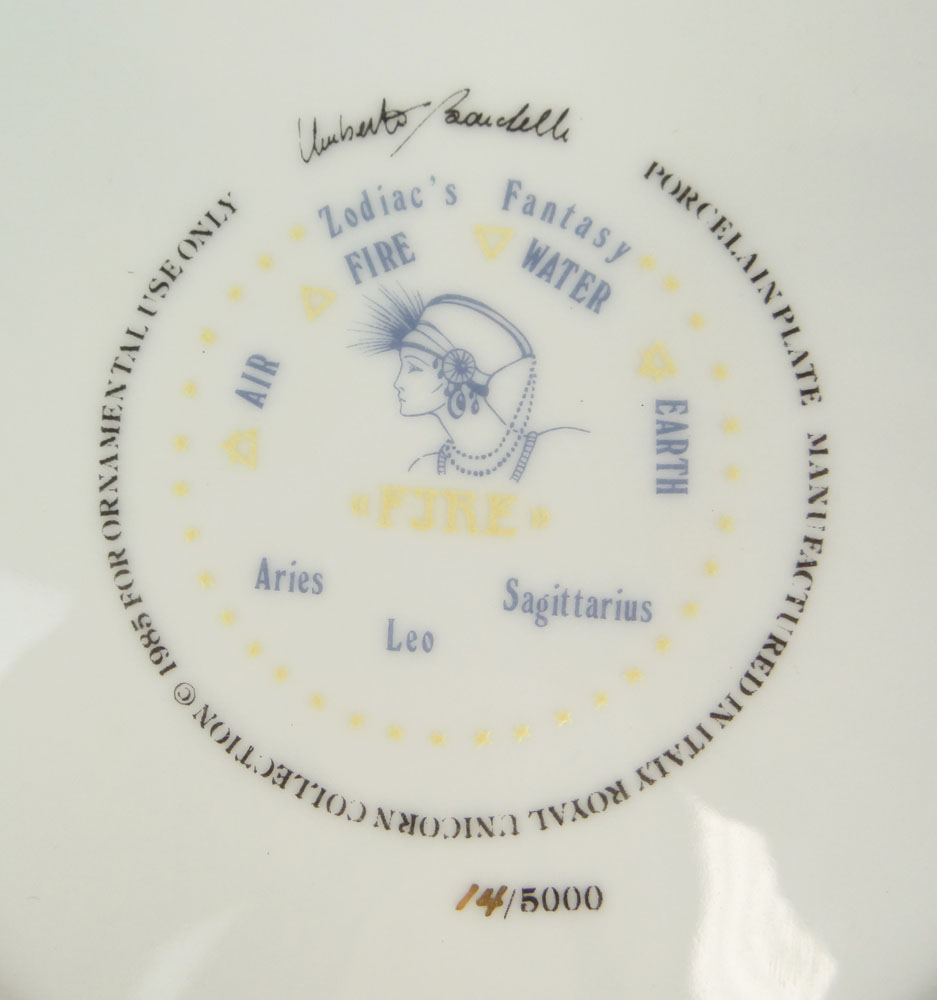 Umberto
Zodiac's Fantasy
FIRE
WATER
AIR
EARTH
FIRE
Aries
Leo
Sagittarius
PORCELAIN PLATE MANUFACTURED IN ITALY ROYAL UNICORN COLLECTION © 1985 FOR ORNAMENTAL USE ONLY
14/5000